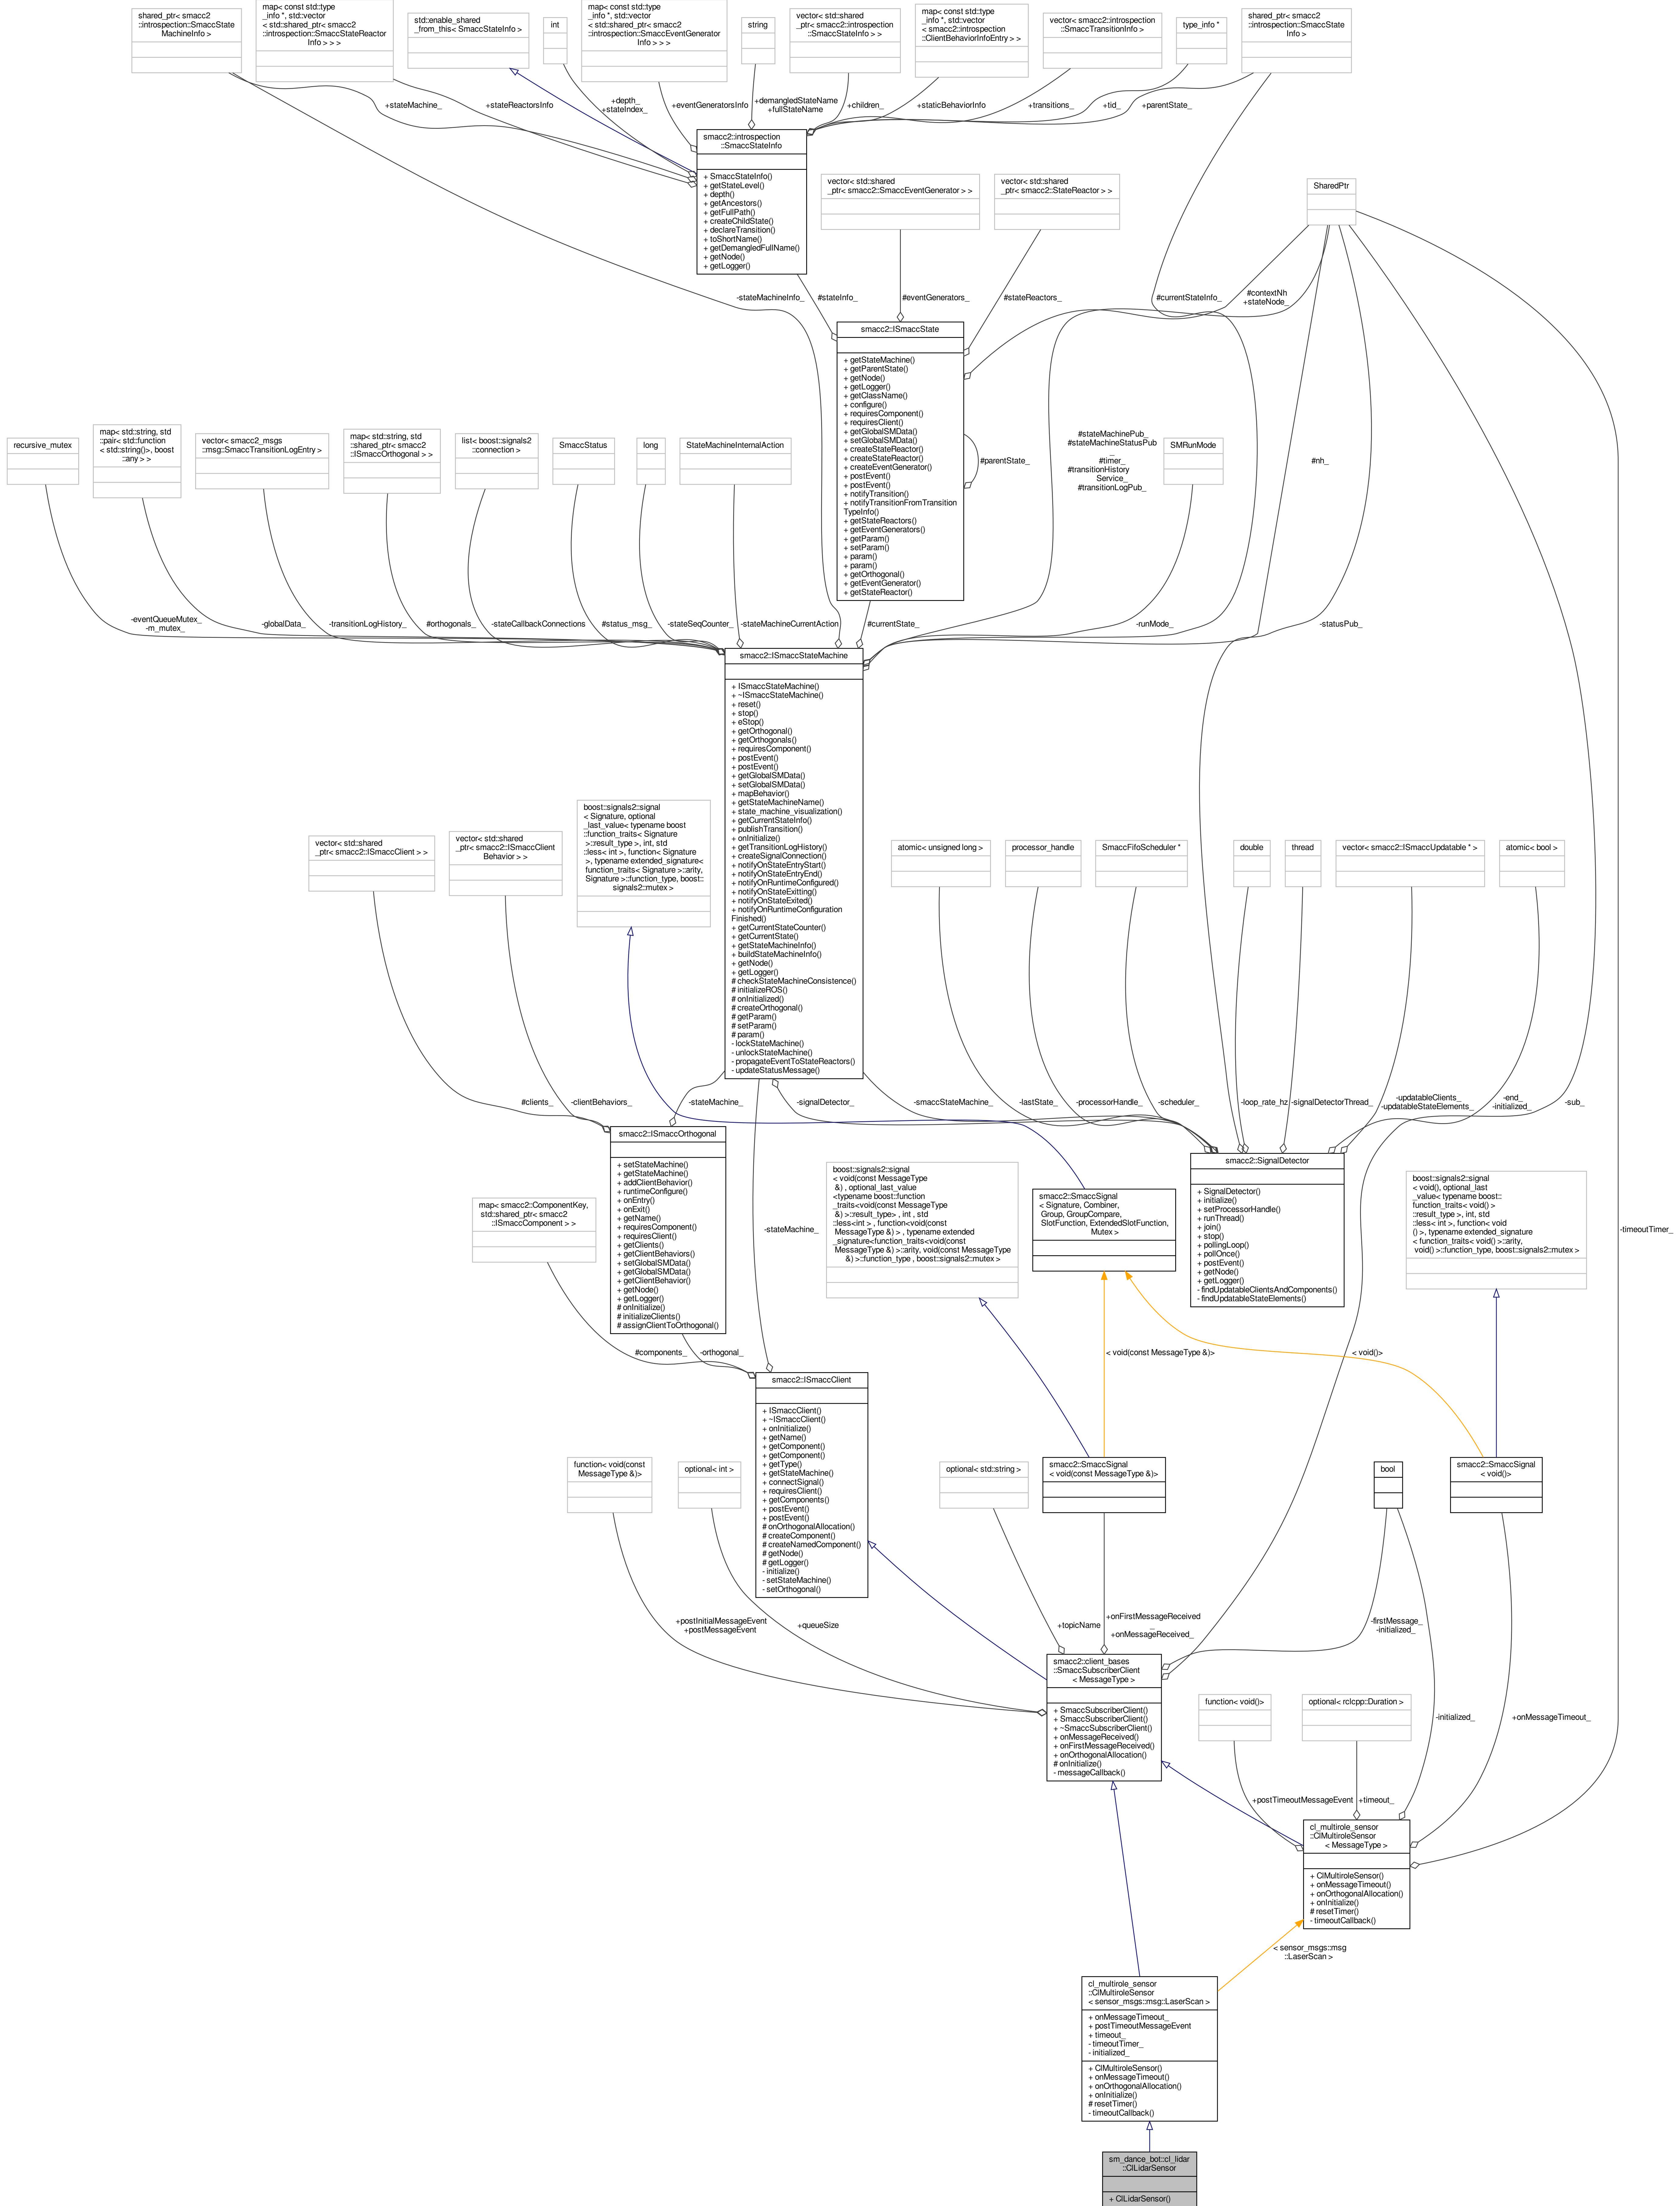 shared_ptr< smacc2
::introspection::SmaccState
MachineInfo >
map< const std::type
_info *, std::vector
< std::shared_ptr< smacc2
::introspection::SmaccStateReactor
Info > > >
std::enable_shared
_from_this< SmaccStateInfo >
int
map< const std::type
_info *, std::vector
< std::shared_ptr< smacc2
::introspection::SmaccEventGenerator
Info > > >
string
vector< std::shared
_ptr< smacc2::introspection
::SmaccStateInfo > >
map< const std::type
_info *, std::vector
< smacc2::introspection
::ClientBehaviorInfoEntry > >
vector< smacc2::introspection
::SmaccTransitionInfo >
type_info *
shared_ptr< smacc2
::introspection::SmaccState
Info >
+stateMachine_
+stateReactorsInfo
+depth_
+stateIndex_
+eventGeneratorsInfo
+demangledStateName
+fullStateName
+children_
+staticBehaviorInfo
+transitions_
+tid_
+parentState_
smacc2::introspection
::SmaccStateInfo
+ SmaccStateInfo()
+ getStateLevel()
+ depth()
+ getAncestors()
+ getFullPath()
+ createChildState()
+ declareTransition()
+ toShortName()
+ getDemangledFullName()
+ getNode()
+ getLogger()
vector< std::shared
_ptr< smacc2::SmaccEventGenerator > >
vector< std::shared
_ptr< smacc2::StateReactor > >
SharedPtr
-stateMachineInfo_
#stateInfo_
#eventGenerators_
#stateReactors_
#currentStateInfo_
#contextNh
+stateNode_
smacc2::ISmaccState
+ getStateMachine()
+ getParentState()
+ getNode()
+ getLogger()
+ getClassName()
+ configure()
+ requiresComponent()
+ requiresClient()
+ getGlobalSMData()
+ setGlobalSMData()
+ createStateReactor()
+ createStateReactor()
+ createEventGenerator()
+ postEvent()
+ postEvent()
+ notifyTransition()
+ notifyTransitionFromTransition
TypeInfo()
+ getStateReactors()
+ getEventGenerators()
+ getParam()
+ setParam()
+ param()
+ param()
+ getOrthogonal()
+ getEventGenerator()
+ getStateReactor()
#parentState_
recursive_mutex
map< std::string, std
::pair< std::function
< std::string()>, boost
::any > >
vector< smacc2_msgs
::msg::SmaccTransitionLogEntry >
map< std::string, std
::shared_ptr< smacc2
::ISmaccOrthogonal > >
list< boost::signals2
::connection >
SmaccStatus
long
StateMachineInternalAction
#stateMachinePub_
#stateMachineStatusPub
_
#timer_
#transitionHistory
Service_
#transitionLogPub_
SMRunMode
#nh_
-eventQueueMutex_
-m_mutex_
-globalData_
-transitionLogHistory_
#orthogonals_
-stateCallbackConnections
#status_msg_
-stateSeqCounter_
-stateMachineCurrentAction
#currentState_
-runMode_
-statusPub_
smacc2::ISmaccStateMachine
+ ISmaccStateMachine()
+ ~ISmaccStateMachine()
+ reset()
+ stop()
+ eStop()
+ getOrthogonal()
+ getOrthogonals()
+ requiresComponent()
+ postEvent()
+ postEvent()
+ getGlobalSMData()
+ setGlobalSMData()
+ mapBehavior()
+ getStateMachineName()
+ state_machine_visualization()
+ getCurrentStateInfo()
+ publishTransition()
+ onInitialize()
+ getTransitionLogHistory()
+ createSignalConnection()
+ notifyOnStateEntryStart()
+ notifyOnStateEntryEnd()
+ notifyOnRuntimeConfigured()
+ notifyOnStateExitting()
+ notifyOnStateExited()
+ notifyOnRuntimeConfiguration
Finished()
+ getCurrentStateCounter()
+ getCurrentState()
+ getStateMachineInfo()
+ buildStateMachineInfo()
+ getNode()
+ getLogger()
# checkStateMachineConsistence()
# initializeROS()
# onInitialized()
# createOrthogonal()
# getParam()
# setParam()
# param()
- lockStateMachine()
- unlockStateMachine()
- propagateEventToStateReactors()
- updateStatusMessage()
vector< std::shared
_ptr< smacc2::ISmaccClient > >
vector< std::shared
_ptr< smacc2::ISmaccClient
Behavior > >
boost::signals2::signal
< Signature, optional
_last_value< typename boost
::function_traits< Signature
>::result_type >, int, std
::less< int >, function< Signature
>, typename extended_signature<
function_traits< Signature >::arity,
Signature >::function_type, boost::
signals2::mutex >
atomic< unsigned long >
processor_handle
SmaccFifoScheduler *
double
thread
vector< smacc2::ISmaccUpdatable * >
atomic< bool >
#clients_
-clientBehaviors_
-stateMachine_
-signalDetector_
-smaccStateMachine_
-lastState_
-processorHandle_
-scheduler_
-loop_rate_hz
-signalDetectorThread_
-updatableClients_
-updatableStateElements_
-end_
-initialized_
-sub_
smacc2::ISmaccOrthogonal
+ setStateMachine()
+ getStateMachine()
+ addClientBehavior()
+ runtimeConfigure()
+ onEntry()
+ onExit()
+ getName()
+ requiresComponent()
+ requiresClient()
+ getClients()
+ getClientBehaviors()
+ setGlobalSMData()
+ getGlobalSMData()
+ getClientBehavior()
+ getNode()
+ getLogger()
# onInitialize()
# initializeClients()
# assignClientToOrthogonal()
map< smacc2::ComponentKey,
std::shared_ptr< smacc2
::ISmaccComponent > >
-stateMachine_
boost::signals2::signal
< void(const MessageType
&) , optional_last_value
<typename boost::function
_traits<void(const MessageType
&) >::result_type> , int , std
::less<int > , function<void(const
MessageType &) > , typename extended
_signature<function_traits<void(const
MessageType &) >::arity, void(const MessageType
&) >::function_type , boost::signals2::mutex >
smacc2::SmaccSignal
< Signature, Combiner,
Group, GroupCompare,
SlotFunction, ExtendedSlotFunction,
Mutex >
smacc2::SignalDetector
+ SignalDetector()
+ initialize()
+ setProcessorHandle()
+ runThread()
+ join()
+ stop()
+ pollingLoop()
+ pollOnce()
+ postEvent()
+ getNode()
+ getLogger()
- findUpdatableClientsAndComponents()
- findUpdatableStateElements()
boost::signals2::signal
< void(), optional_last
_value< typename boost::
function_traits< void() >
::result_type >, int, std
::less< int >, function< void
() >, typename extended_signature
< function_traits< void() >::arity,
void() >::function_type, boost::signals2::mutex >
-timeoutTimer_
#components_
-orthogonal_
< void(const MessageType &)>
< void()>
smacc2::ISmaccClient
+ ISmaccClient()
+ ~ISmaccClient()
+ onInitialize()
+ getName()
+ getComponent()
+ getComponent()
+ getType()
+ getStateMachine()
+ connectSignal()
+ requiresClient()
+ getComponents()
+ postEvent()
+ postEvent()
# onOrthogonalAllocation()
# createComponent()
# createNamedComponent()
# getNode()
# getLogger()
- initialize()
- setStateMachine()
- setOrthogonal()
function< void(const
MessageType &)>
optional< int >
optional< std::string >
smacc2::SmaccSignal
< void(const MessageType &)>
bool
smacc2::SmaccSignal
< void()>
+postInitialMessageEvent
+postMessageEvent
+queueSize
+topicName
+onFirstMessageReceived
_
+onMessageReceived_
-firstMessage_
-initialized_
smacc2::client_bases
::SmaccSubscriberClient
< MessageType >
+ SmaccSubscriberClient()
+ SmaccSubscriberClient()
+ ~SmaccSubscriberClient()
+ onMessageReceived()
+ onFirstMessageReceived()
+ onOrthogonalAllocation()
# onInitialize()
- messageCallback()
function< void()>
optional< rclcpp::Duration >
-initialized_
+onMessageTimeout_
+postTimeoutMessageEvent
+timeout_
cl_multirole_sensor
::ClMultiroleSensor
< MessageType >
+ ClMultiroleSensor()
+ onMessageTimeout()
+ onOrthogonalAllocation()
+ onInitialize()
# resetTimer()
- timeoutCallback()
< sensor_msgs::msg
::LaserScan >
cl_multirole_sensor
::ClMultiroleSensor
< sensor_msgs::msg::LaserScan >
+ onMessageTimeout_
+ postTimeoutMessageEvent
+ timeout_
- timeoutTimer_
- initialized_
+ ClMultiroleSensor()
+ onMessageTimeout()
+ onOrthogonalAllocation()
+ onInitialize()
# resetTimer()
- timeoutCallback()
sm_dance_bot::cl_lidar
::ClLidarSensor
+ ClLidarSensor()